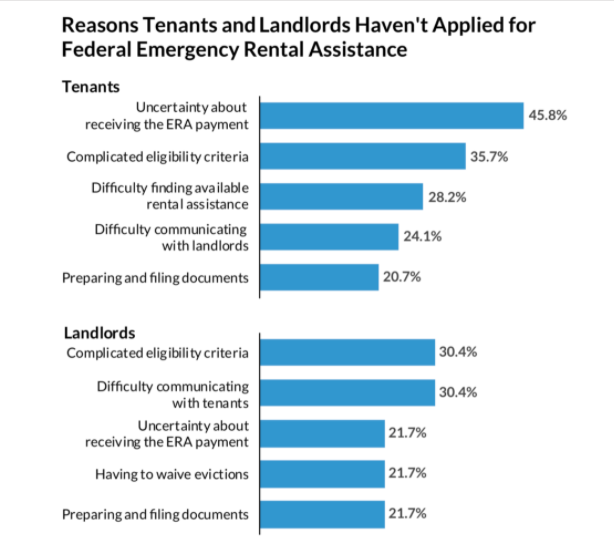 Reasons Tenants and Landlords Haven't Applied for
Federal Emergency Rental Assistance
Tenants
Uncertainty about
receiving the ERA payment
45.8%
Complicated eligibility criteria
35.7%
Difficulty finding available
rental assistance
28.2%
Difficulty communicating
with landlords
24.1%
Preparing and filing documents
20.7%
Landlords
Complicated eligibility criteria
30.4%
Difficulty communicating
with tenants
30.4%
Uncertainty about
receiving the ERA payment
21.7%
Having to waive evictions
21.7%
Preparing and filing documents
21.7%